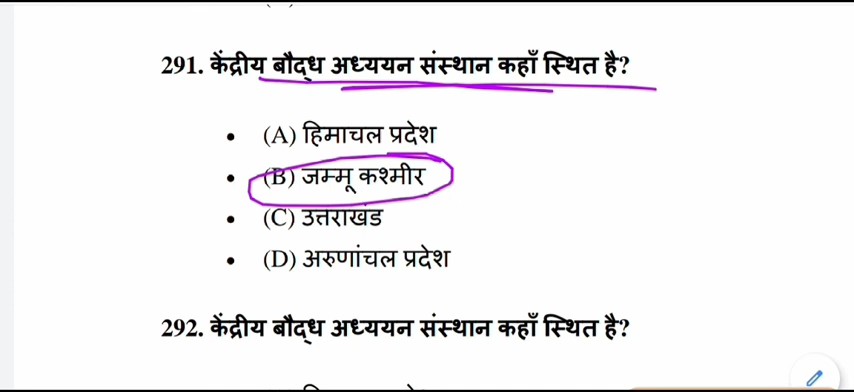 291. केंद्रीय बौद्ध अध्ययन संस्थान कहाँ स्थित है?
(A) हिमाचल प्रदेश
(B) जम्मू कश्मीर
(C) उत्तराखंड
(D) अरुणांचल प्रदेश
292. केंद्रीय बौद्ध अध्ययन संस्थान कहाँ स्थित है?